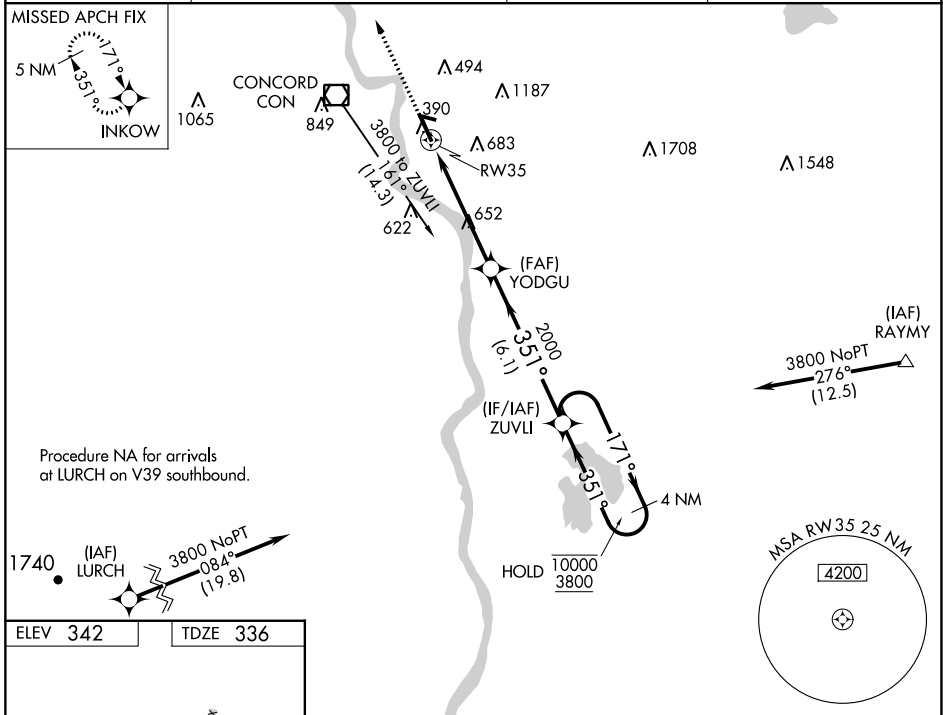 MISSED APCH FIX
5 NM
171°
351°
INKOW
1065
CONCORD
CON
849
3800 to ZUVLI
161°
(14.3)
622
494
1187
390
683
RW35
1708
1548
652
(FAF)
YODGU
2000
351°
(6.1)
(IAF)
RAYMY
3800 NoPT
276°
(12.5)
(IF/IAF)
ZUVLI
171°
351°
4 NM
HOLD
10000
3800
Procedure NA for arrivals
at LURCH on V39 southbound.
1740
(IAF)
LURCH
3800 NoPT
084°
(19.8)
MSA RW35 25 NM
4200
ELEV 342
TDZE 336